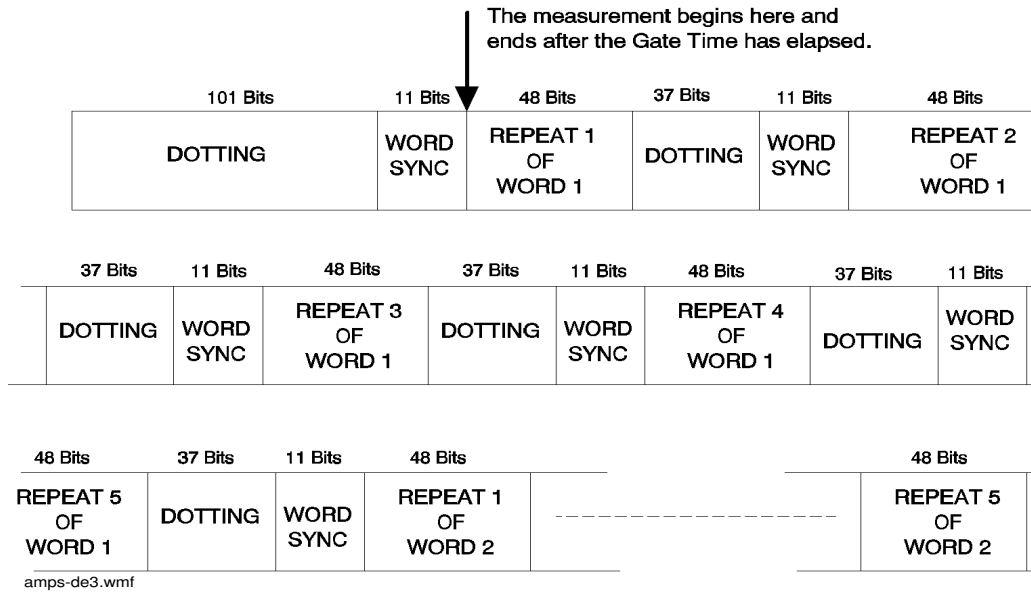 The measurement begins here and
ends after the Gate Time has elapsed.
101 Bits 11 Bits 48 Bits 37 Bits 11 Bits 48 Bits
DOTTING
WORD
SYNC
REPEAT 1
OF
WORD 1
DOTTING
WORD
SYNC
REPEAT 2
OF
WORD 1
37 Bits 11 Bits 48 Bits 37 Bits 11 Bits 48 Bits 37 Bits 11 Bits
DOTTING
WORD
SYNC
REPEAT 3
OF
WORD 1
DOTTING
WORD
SYNC
REPEAT 4
OF
WORD 1
DOTTING
WORD
SYNC
48 Bits 37 Bits 11 Bits 48 Bits 48 Bits
REPEAT 5
OF
WORD 1
DOTTING
WORD
SYNC
REPEAT 1
OF
WORD 2
REPEAT 5
OF
WORD 2
amps-de3.wmf